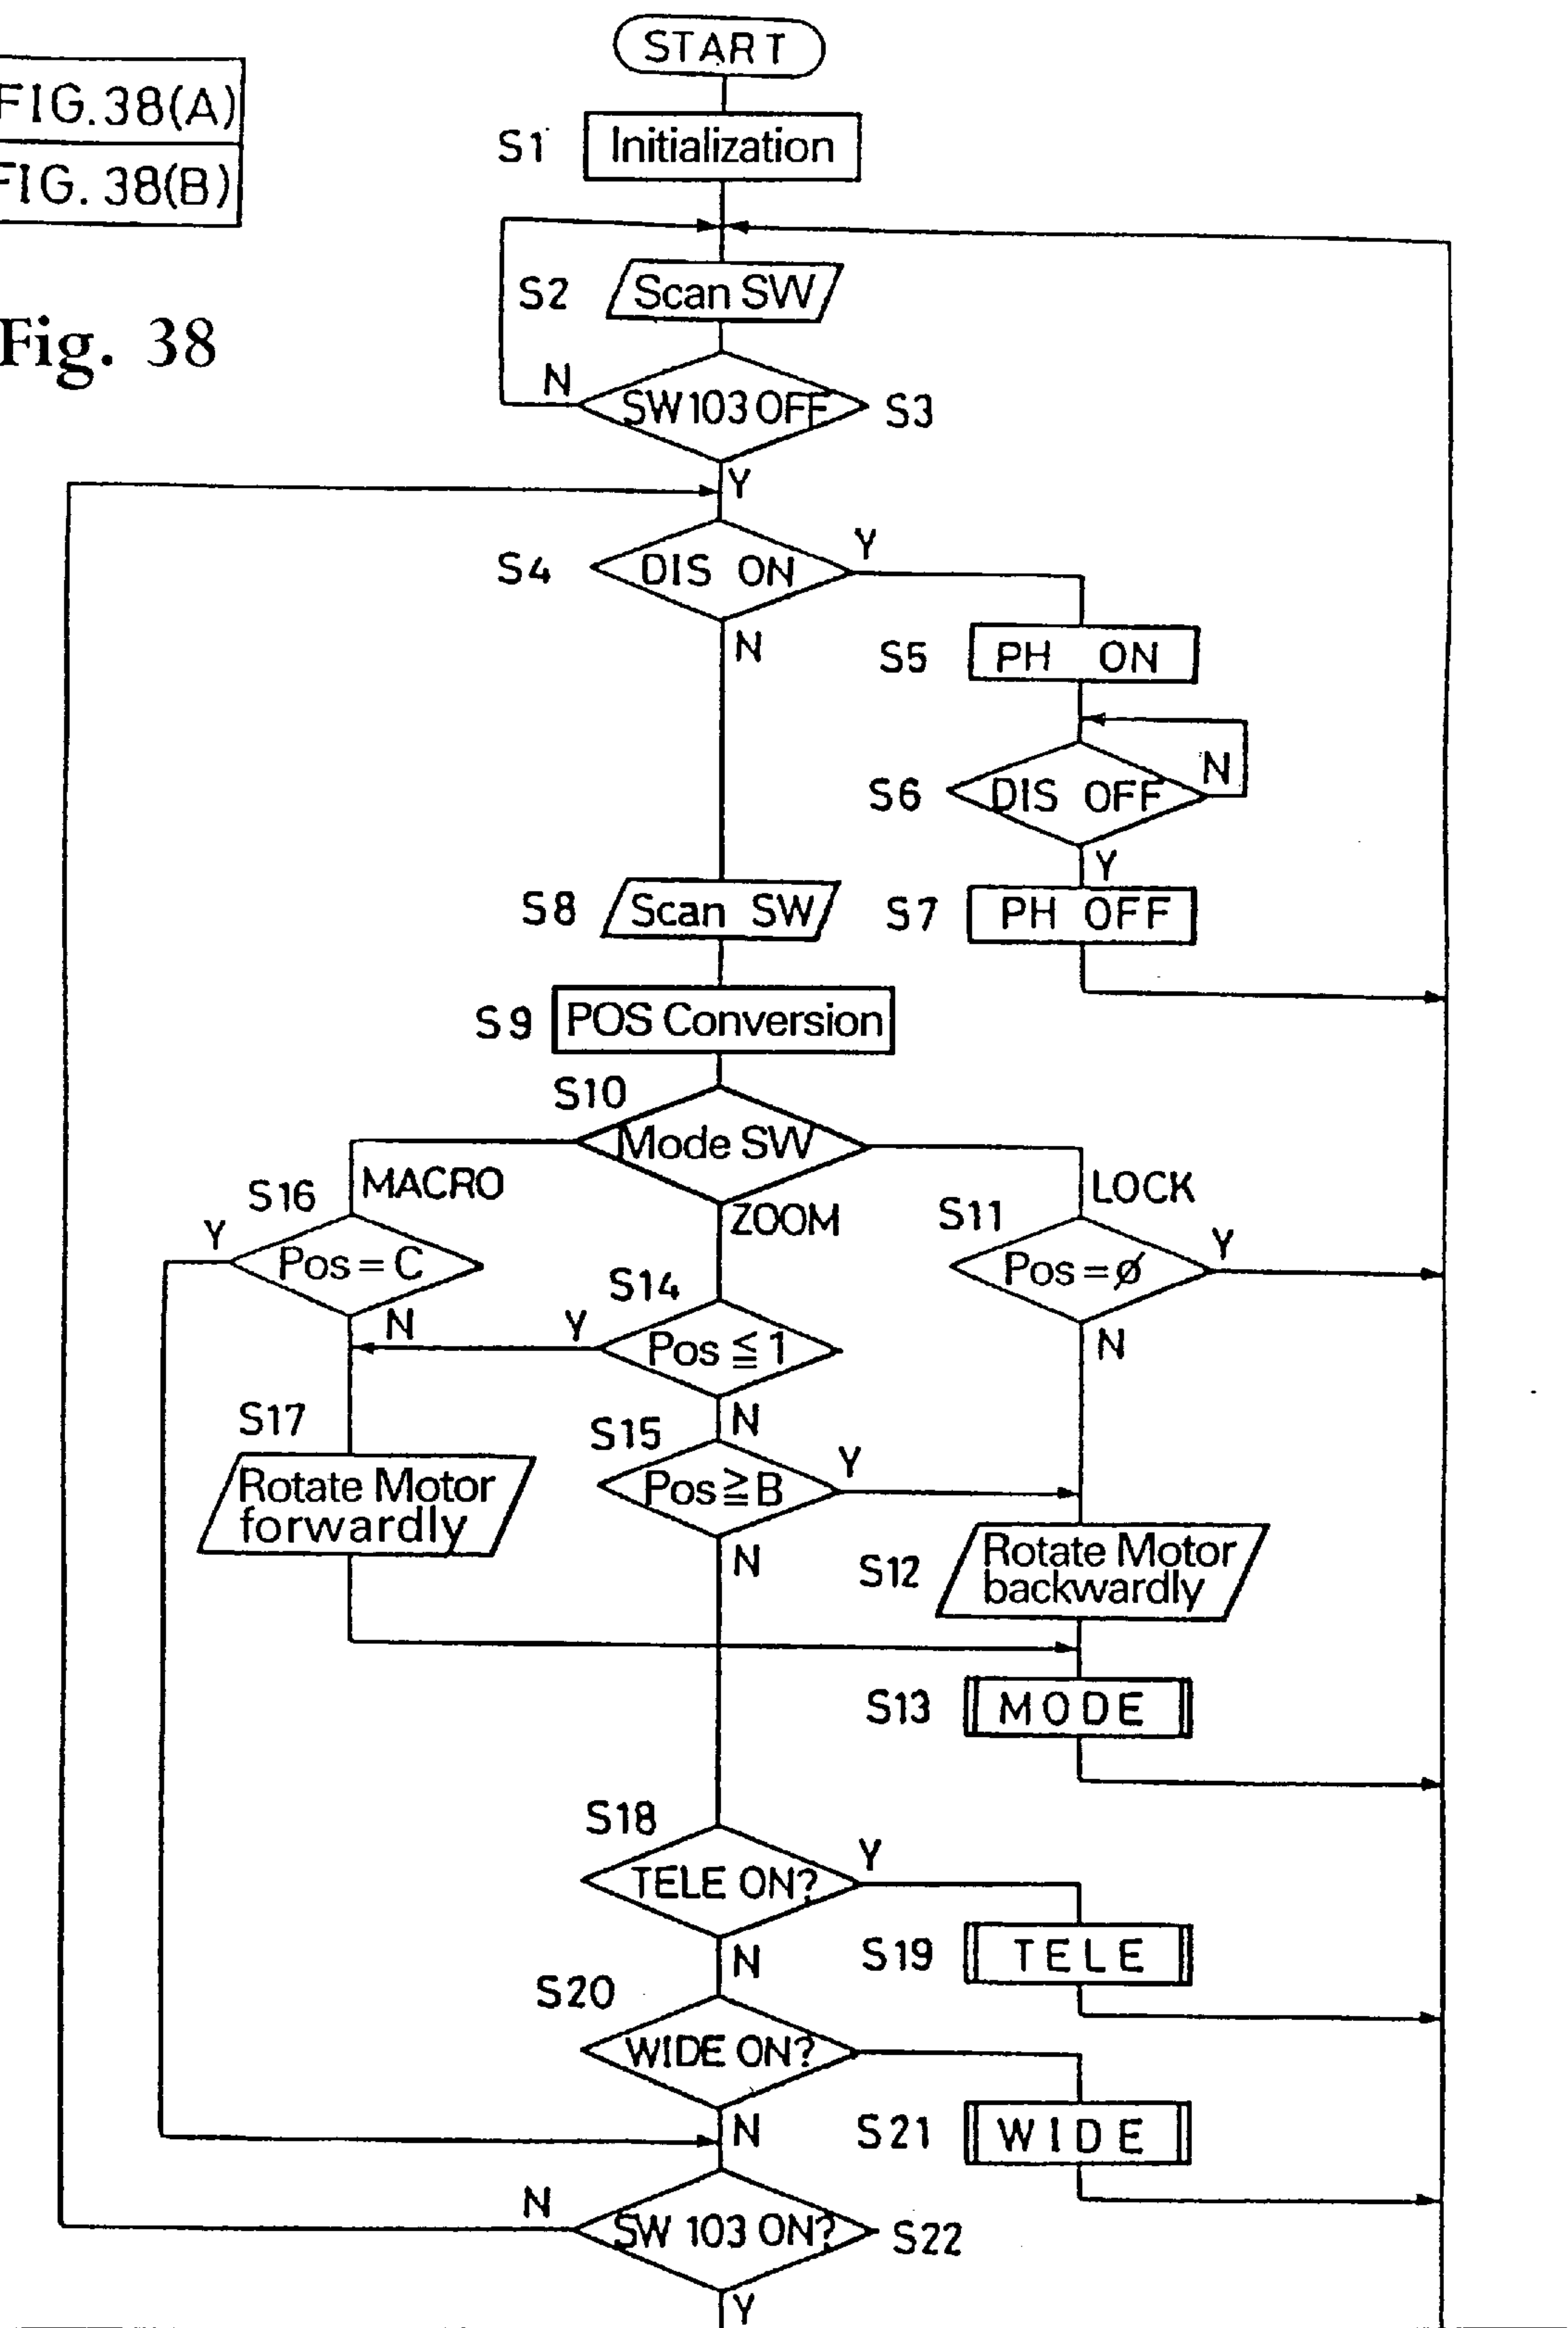 START
FIG.38(A)
FIG.38(B)
S1 Initialization
S2 Scan SW
Fig. 38
N
SW103 OFF S3
Y
S4 DIS ON Y
N
S5 PH ON
N
S6 DIS OFF
Y
S8 Scan SW S7 PH OFF
S9 POS Conversion
S10
Mode SW
S16 MACRO LOCK
ZOOM S11
Y Pos = C Pos = ø Y
S14
N Y Pos ≦ 1 N
S17 N
S15 Y
Rotate Motor
forwardly
Pos ≧ B
N
S12 Rotate Motor
backwardly
S13 MODE
S18 Y
TELE ON?
N S19 TELE
S20
WIDE ON?
N S21 WIDE
N
SW 103 ON? S22
Y